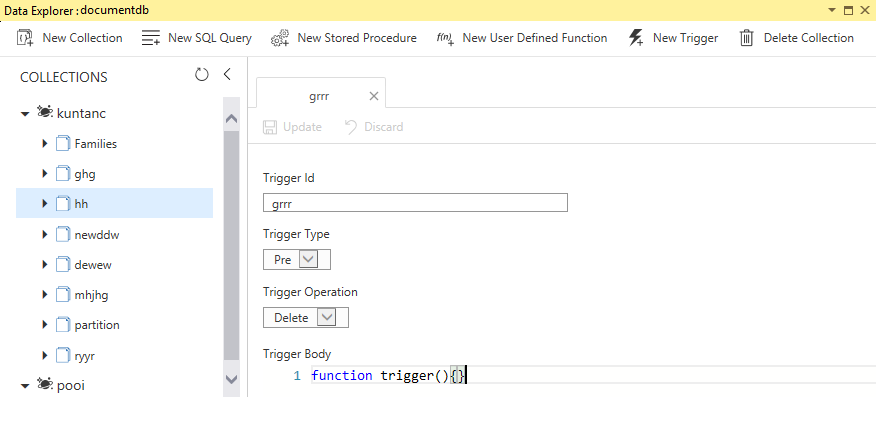 Data Explorer : documentdb
New Collection New SQL Query New Stored Procedure f(n) New User Defined Function New Trigger Delete Collection
COLLECTIONS
grrr
kuntanc
Families
ghg
hh
newddw
dewew
mhjhg
partition
ryyr
pooi
Update Discard
Trigger Id
grrr
Trigger Type
Pre
Trigger Operation
Delete
Trigger Body
1 function trigger(){}